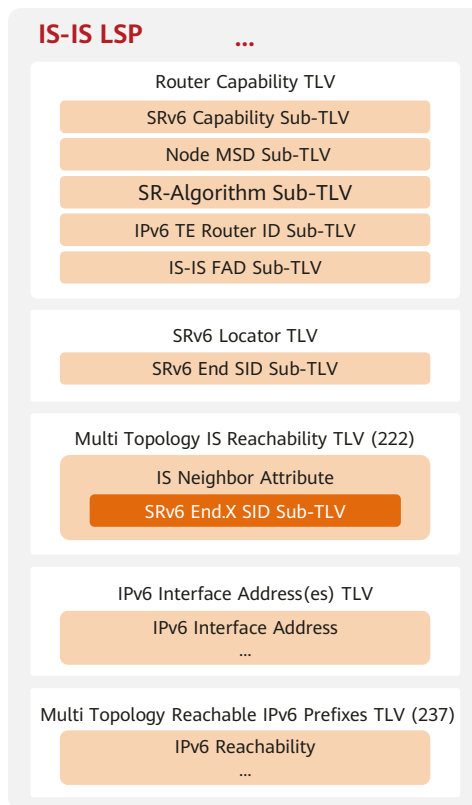 IS-IS LSP ...
Router Capability TLV
SRv6 Capability Sub-TLV
Node MSD Sub-TLV
SR-Algorithm Sub-TLV
IPv6 TE Router ID Sub-TLV
IS-IS FAD Sub-TLV
SRv6 Locator TLV
SRv6 End SID Sub-TLV
Multi Topology IS Reachability TLV (222)
IS Neighbor Attribute
SRv6 End.X SID Sub-TLV
IPv6 Interface Address(es) TLV
IPv6 Interface Address
...
Multi Topology Reachable IPv6 Prefixes TLV (237)
IPv6 Reachability
...